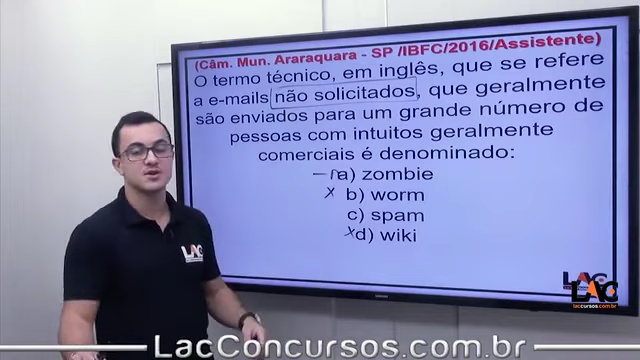 (Câm. Mun. Araraquara - SP /IBFC/2016/Assistente)
O termo técnico, em inglês, que se refere
a e-mails não solicitados, que geralmente
são enviados para um grande número de
pessoas com intuitos geralmente
comerciais é denominado:
a) zombie
x b) worm
c) spam
x d) wiki
LAC
LAC
LAC
laccursos.com.br
LacConcursos.com.br